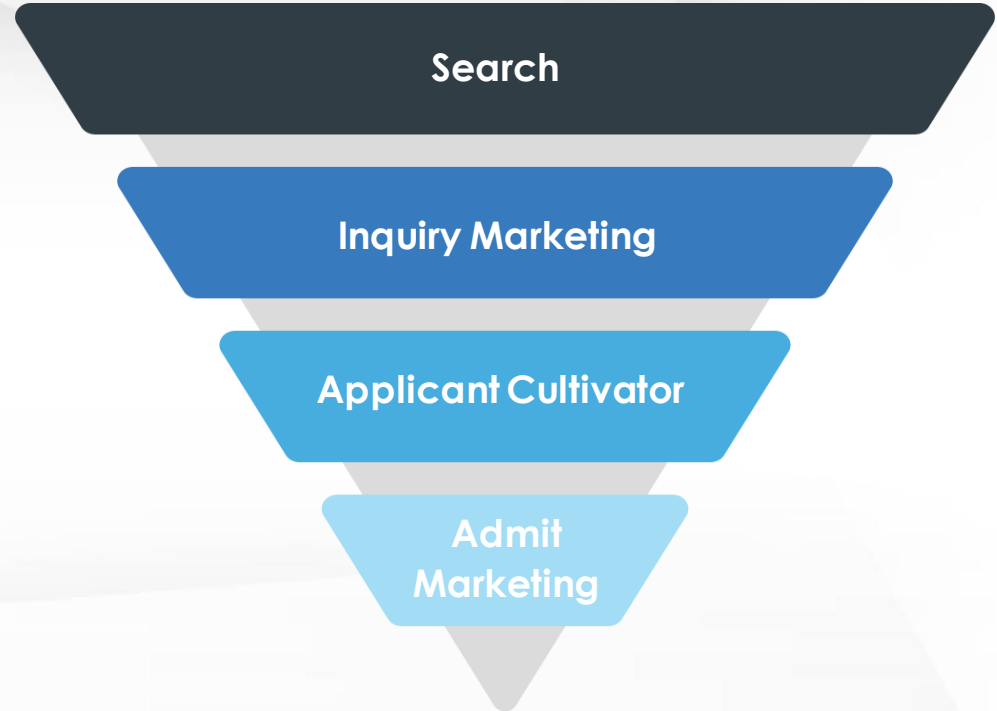 Search
Inquiry Marketing
Applicant Cultivator
Admit
Marketing